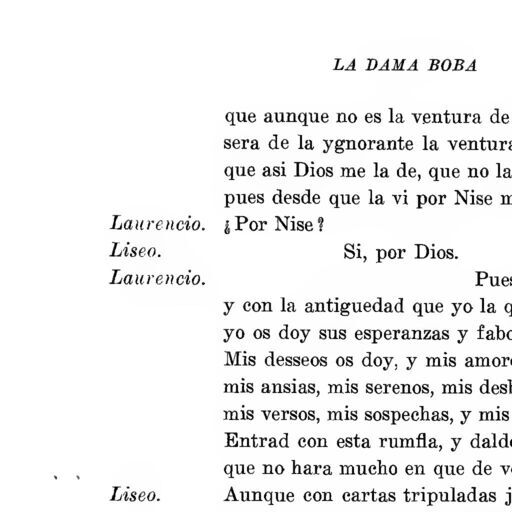 LA DAMA BOBA
que aunque no es la ventura de
sera de la ygnorante la ventura
que asi Dios me la de, que no la
pues desde que la vi por Nise
Laurencio. ¿Por Nise?
Liseo. Si, por Dios.
Laurencio. Pues
y con la antiguedad que yo la
yo os doy sus esperanzas y
Mis desseos os doy, y mis
mis ansias, mis serenos, mis
mis versos, mis sospechas, y mis
Entrad con esta rumfla, y
que no hara mucho en que de
Liseo. Aunque con cartas tripuladas